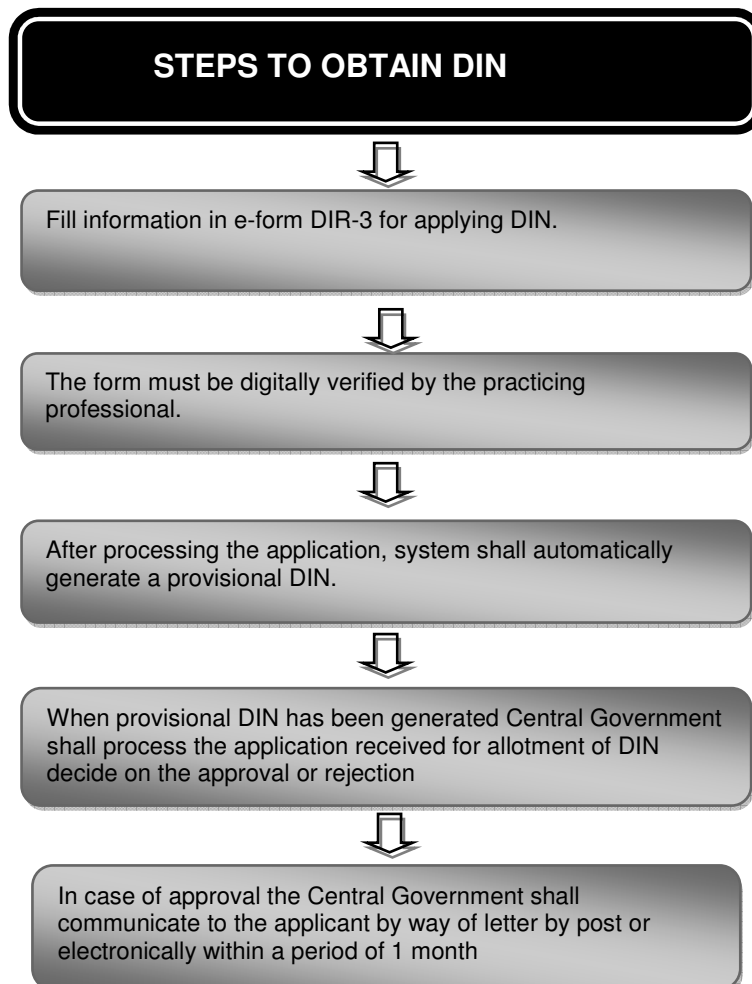 STEPS TO OBTAIN DIN
Fill information in e-form DIR-3 for applying DIN.
The form must be digitally verified by the practicing
professional.
After processing the application, system shall automatically
generate a provisional DIN.
When provisional DIN has been generated Central Government
shall process the application received for allotment of DIN
decide on the approval or rejection
In case of approval the Central Government shall
communicate to the applicant by way of letter by post or
electronically within a period of 1 month